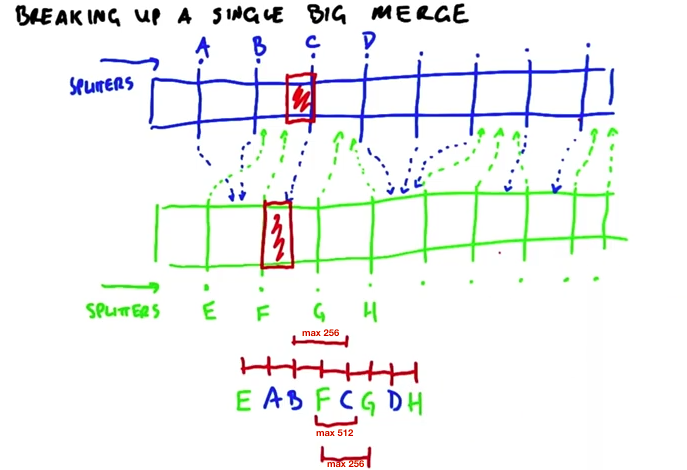 BREAKING UP A SINGLE BIG MERGE
A B C D
SPLITTERS
SPLITTERS
E F G H
max 256
E A B F C G D H
max 512
max 256